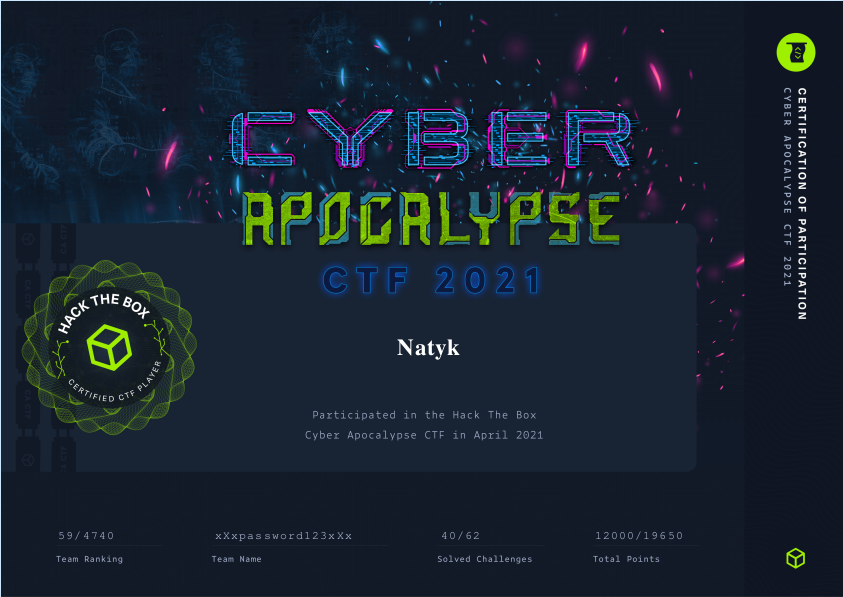 CYBER
APOCALYPSE
CTF 2021
CERTIFICATION OF PARTICIPATION
CYBER APOCALYPSE CTF 2021
HACK THE BOX
CERTIFIED CTF PLAYER
Natyk
Participated in the Hack The Box
Cyber Apocalypse CTF in April 2021
59/4740
Team Ranking
xXxpassword123xXx
Team Name
40/62
Solved Challenges
12000/19650
Total Points